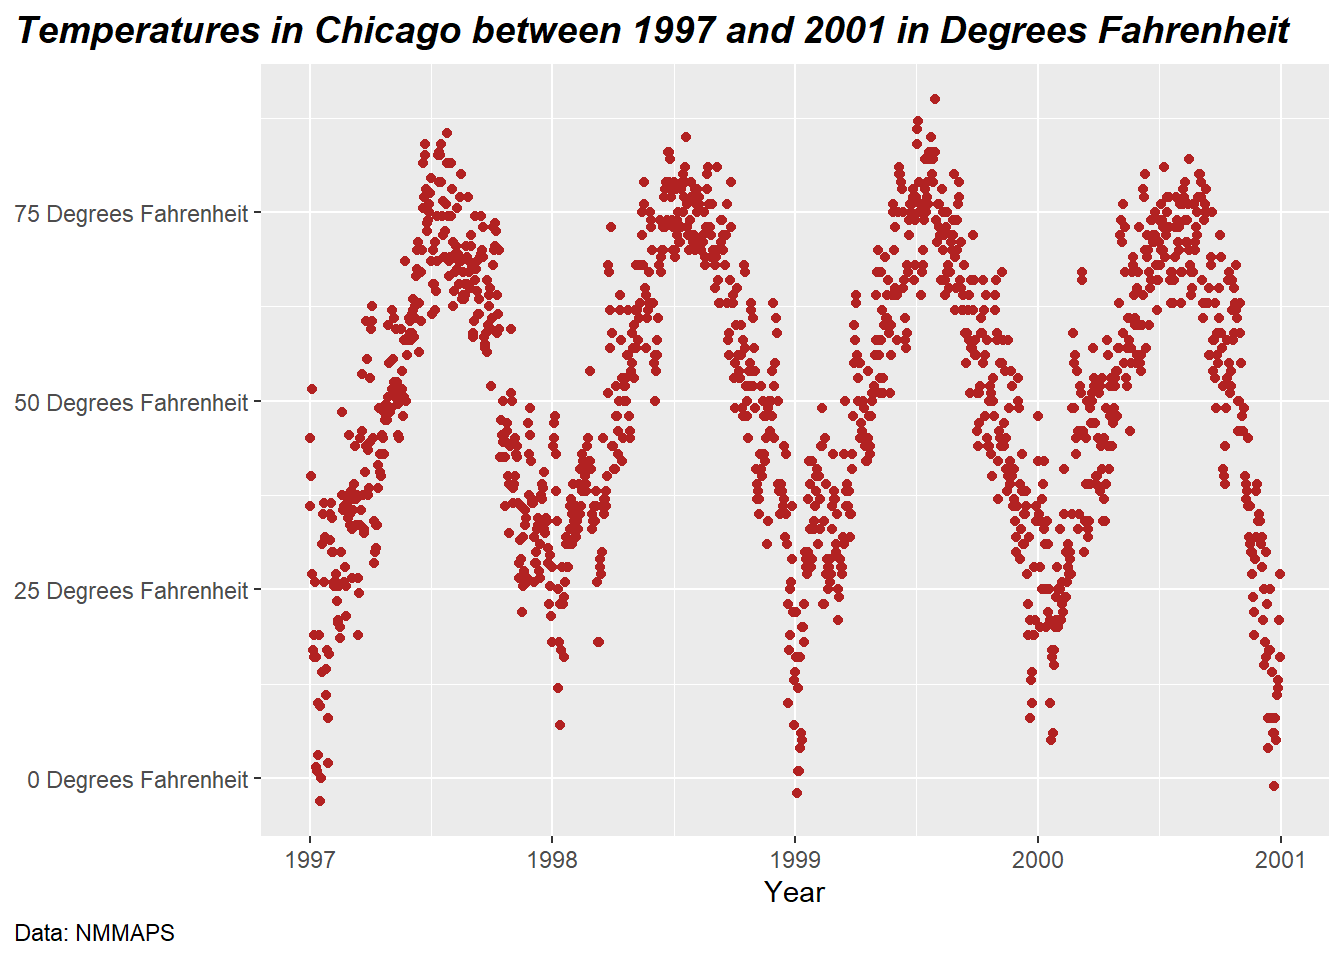 Temperatures in Chicago between 1997 and 2001 in Degrees Fahrenheit
75 Degrees Fahrenheit
50 Degrees Fahrenheit
25 Degrees Fahrenheit
0 Degrees Fahrenheit
1997 1998 1999 2000 2001
Year
Data: NMMAPS